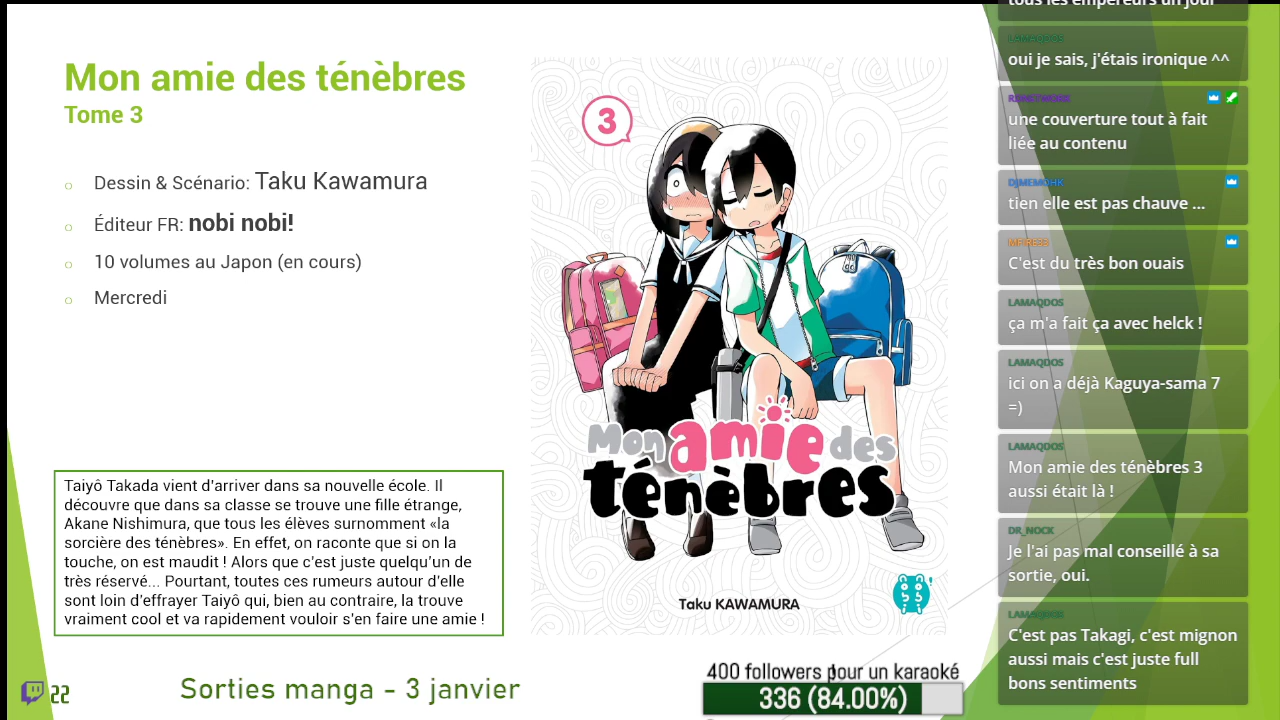 Mon amie des ténèbres
Tome 3
Dessin & Scénario: Taku Kawamura
Éditeur FR: nobi nobi!
10 volumes au Japon (en cours)
Mercredi
Taiyô Takada vient d'arriver dans sa nouvelle école. Il
découvre que dans sa classe se trouve une fille étrange,
Akane Nishimura, que tous les élèves surnomment «la
sorcière des ténèbres». En effet, on raconte que si on la
touche, on est maudit ! Alors que c'est juste quelqu'un de
très réservé... Pourtant, toutes ces rumeurs autour d'elle
sont loin d'effrayer Taiyô qui, bien au contraire, la trouve
vraiment cool et va rapidement vouloir s'en faire une amie !
3
Mon amie des
ténèbres
Taku KAWAMURA
22
Sorties manga - 3 janvier
400 followers pour un karaoké
336 (84.00%)
tous les empereurs un jour
LAMAQDOS
oui je sais, j'étais ironique ^^
une couverture tout à fait
liée au contenu
tien elle est pas chauve ...
C'est du très bon ouais
LAMAQDOS
ça m'a fait ça avec helck !
LAMAQDOS
ici on a déjà Kaguya-sama 7
=)
LAMAQDOS
Mon amie des ténèbres 3
aussi était là !
DR_NOCK
Je l'ai pas mal conseillé à sa
sortie, oui.
LAMAQDOS
C'est pas Takagi, c'est mignon
aussi mais c'est juste full
bons sentiments